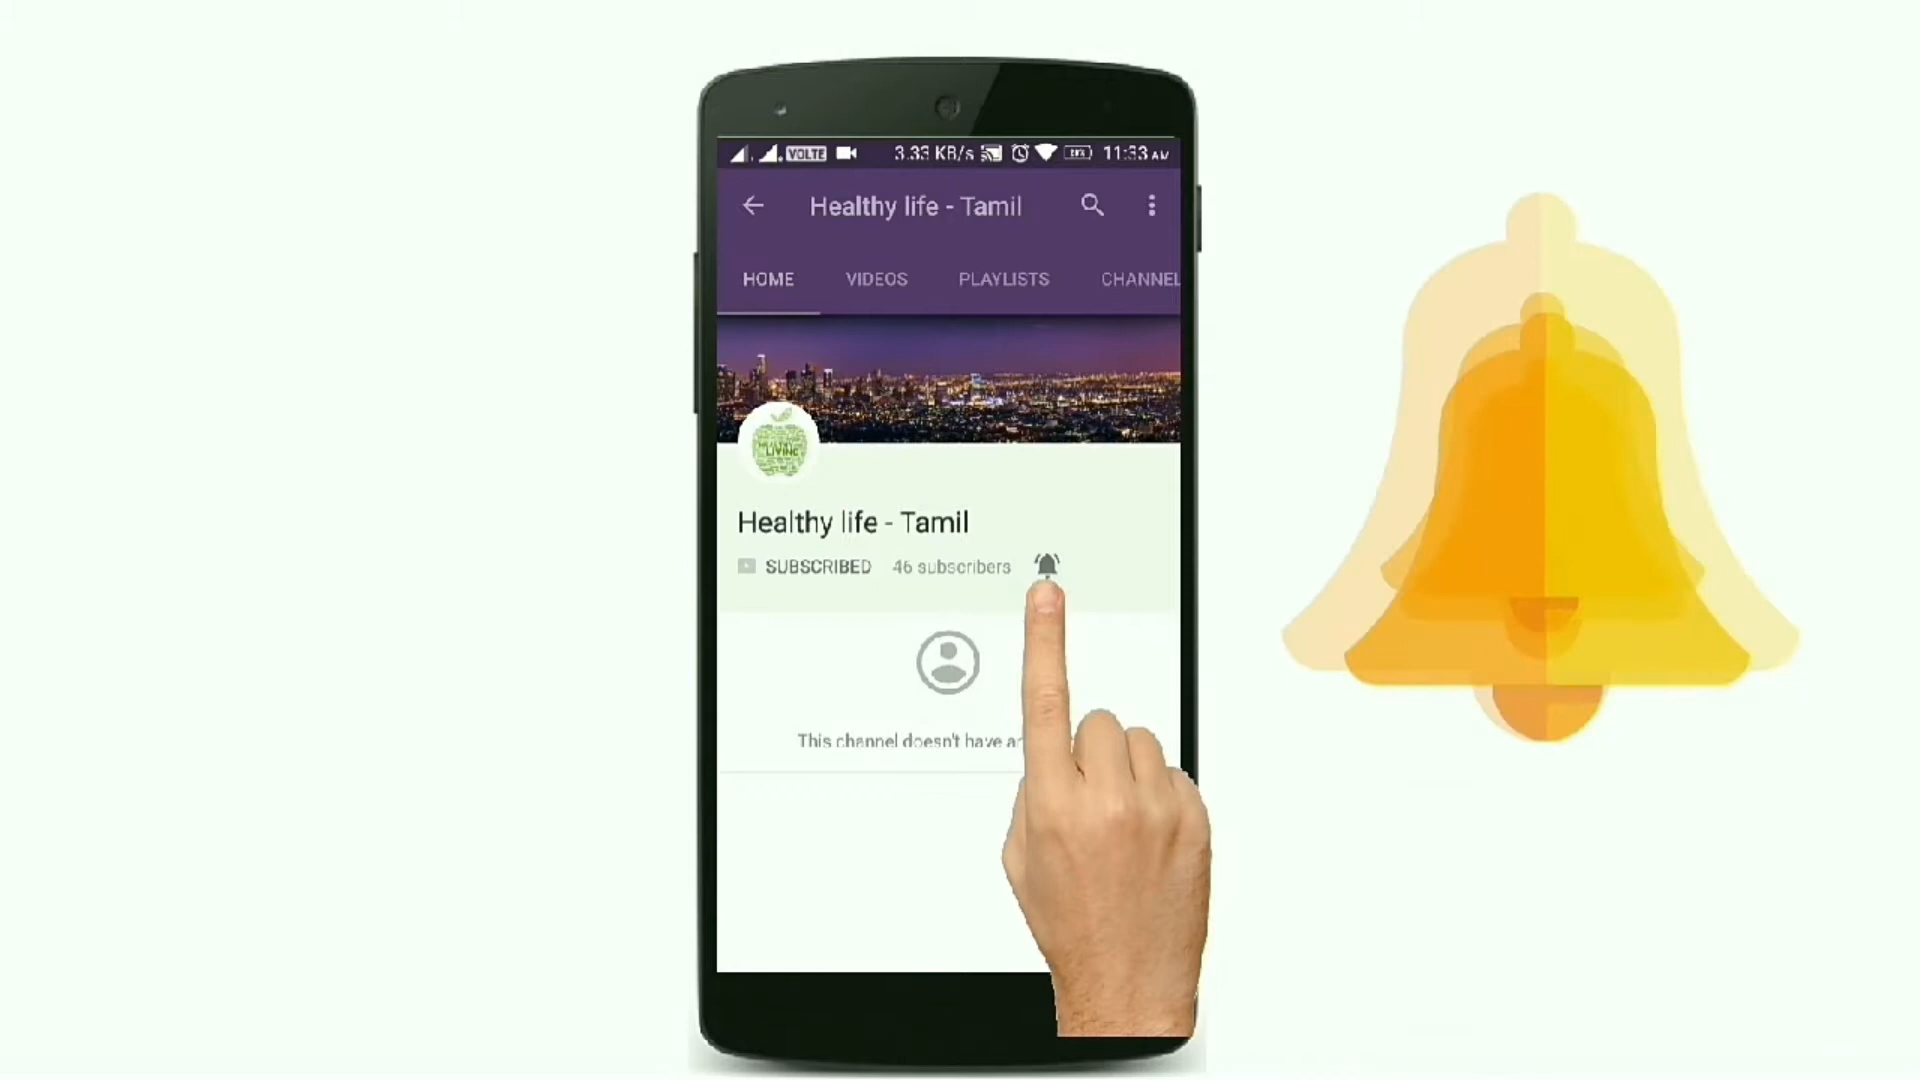 VOLTE 3.33 KB/s 11:33 AM
Healthy life - Tamil
HOME VIDEOS PLAYLISTS CHANNEL
LIVING
Healthy life - Tamil
SUBSCRIBED 46 subscribers
This channel doesn't have